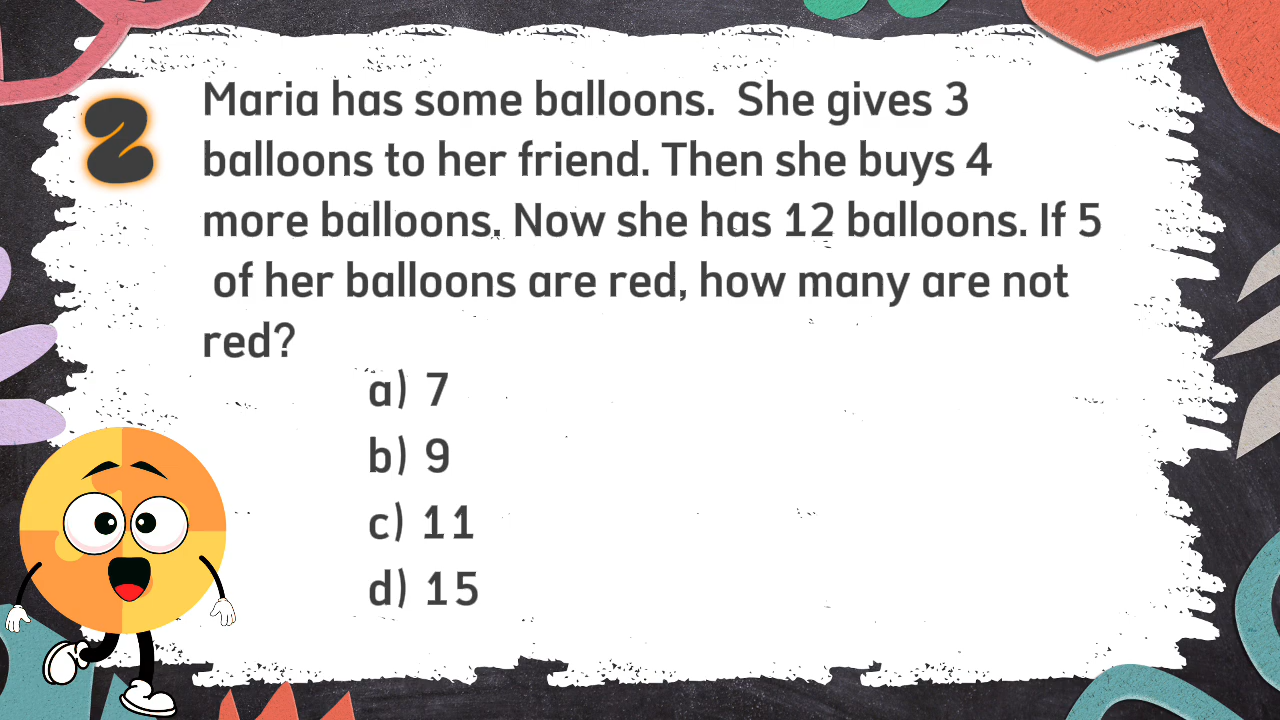 2
Maria has some balloons.  She gives 3
balloons to her friend. Then she buys 4
more balloons. Now she has 12 balloons. If 5
of her balloons are red, how many are not
red?
a) 7
b) 9
c) 11
d) 15